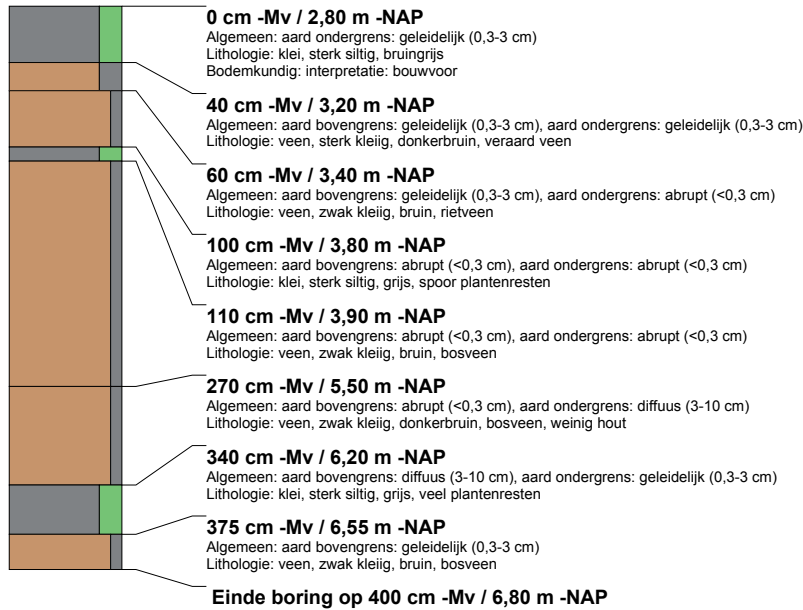 0 cm -Mv / 2,80 m -NAP
Algemeen: aard ondergrens: geleidelijk (0,3-3 cm)
Lithologie: klei, sterk siltig, bruingrijs
Bodemkundig: interpretatie: bouwvoor
40 cm -Mv / 3,20 m -NAP
Algemeen: aard bovengrens: geleidelijk (0,3-3 cm), aard ondergrens: geleidelijk (0,3-3 cm)
Lithologie: veen, sterk kleiig, donkerbruin, veraard veen
60 cm -Mv / 3,40 m -NAP
Algemeen: aard bovengrens: geleidelijk (0,3-3 cm), aard ondergrens: abrupt (<0,3 cm)
Lithologie: veen, zwak kleiig, bruin, rietveen
100 cm -Mv / 3,80 m -NAP
Algemeen: aard bovengrens: abrupt (<0,3 cm), aard ondergrens: abrupt (<0,3 cm)
Lithologie: klei, sterk siltig, grijs, spoor plantenresten
110 cm -Mv / 3,90 m -NAP
Algemeen: aard bovengrens: abrupt (<0,3 cm), aard ondergrens: abrupt (<0,3 cm)
Lithologie: veen, zwak kleiig, bruin, bosveen
270 cm -Mv / 5,50 m -NAP
Algemeen: aard bovengrens: abrupt (<0,3 cm), aard ondergrens: diffuus (3-10 cm)
Lithologie: veen, zwak kleiig, donkerbruin, bosveen, weinig hout
340 cm -Mv / 6,20 m -NAP
Algemeen: aard bovengrens: diffuus (3-10 cm), aard ondergrens: geleidelijk (0,3-3 cm)
Lithologie: klei, sterk siltig, grijs, veel plantenresten
375 cm -Mv / 6,55 m -NAP
Algemeen: aard bovengrens: geleidelijk (0,3-3 cm)
Lithologie: veen, zwak kleiig, bruin, bosveen
Einde boring op 400 cm -Mv / 6,80 m -NAP